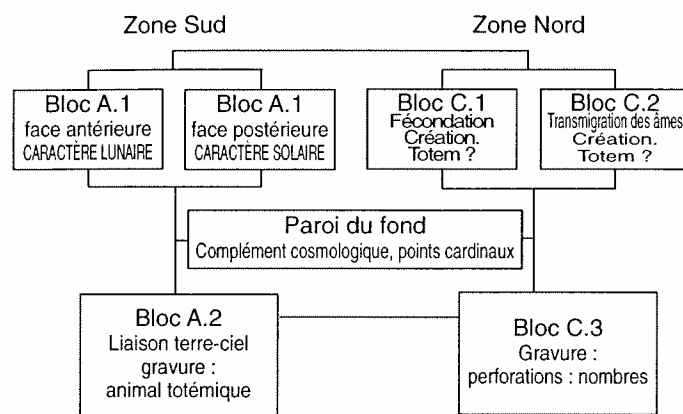 Zone Sud
Zone Nord
Bloc A.1
face antérieure
CARACTÈRE LUNAIRE
Bloc A.1
face postérieure
CARACTÈRE SOLAIRE
Bloc C.1
Fécondation
Création.
Totem ?
Bloc C.2
Transmigration des âmes
Création.
Totem ?
Paroi du fond
Complément cosmologique, points cardinaux
Bloc A.2
Liaison terre-ciel
gravure :
animal totémique
Bloc C.3
Gravure :
perforations : nombres